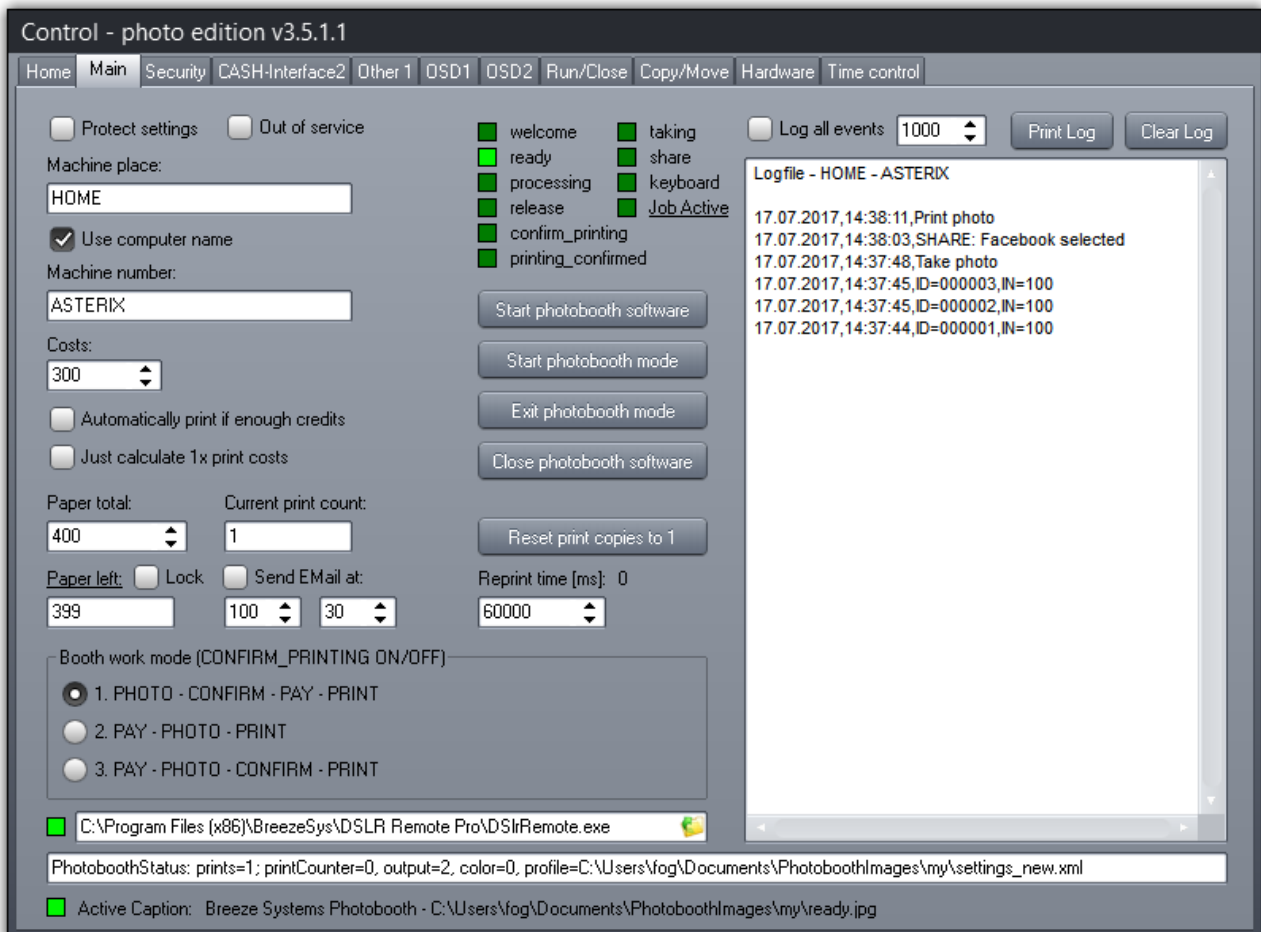 Control - photo edition v3.5.1.1
Home Main Security CASH-Interface2 Other 1 OSD1 OSD2 Run/Close Copy/Move Hardware Time control
Protect settings Out of service
Machine place:
HOME
Use computer name
Machine number:
ASTERIX
Costs:
300
Automatically print if enough credits
Just calculate 1x print costs
Paper total: Current print count:
400 1
Paper left: Lock Send EMail at:
399 100 30
welcome taking
ready share
processing keyboard
release Job Active
confirm_printing
printing_confirmed
Start photobooth software
Start photobooth mode
Exit photobooth mode
Close photobooth software
Reset print copies to 1
Reprint time [ms]: 0
60000
Booth work mode (CONFIRM_PRINTING ON/OFF)
1. PHOTO - CONFIRM - PAY - PRINT
2. PAY - PHOTO - PRINT
3. PAY - PHOTO - CONFIRM - PRINT
Log all events 1000 Print Log Clear Log
Logfile - HOME - ASTERIX
17.07.2017,14:38:11,Print photo
17.07.2017,14:38:03,SHARE: Facebook selected
17.07.2017,14:37:48,Take photo
17.07.2017,14:37:45,ID=000003,IN=100
17.07.2017,14:37:45,ID=000002,IN=100
17.07.2017,14:37:44,ID=000001,IN=100
C:\Program Files (x86)\BreezeSys\DSLR Remote Pro\DSlrRemote.exe
PhotoboothStatus: prints=1; printCounter=0, output=2, color=0, profile=C:\Users\fog\Documents\PhotoboothImages\my\settings_new.xml
Active Caption: Breeze Systems Photobooth - C:\Users\fog\Documents\PhotoboothImages\my\ready.jpg